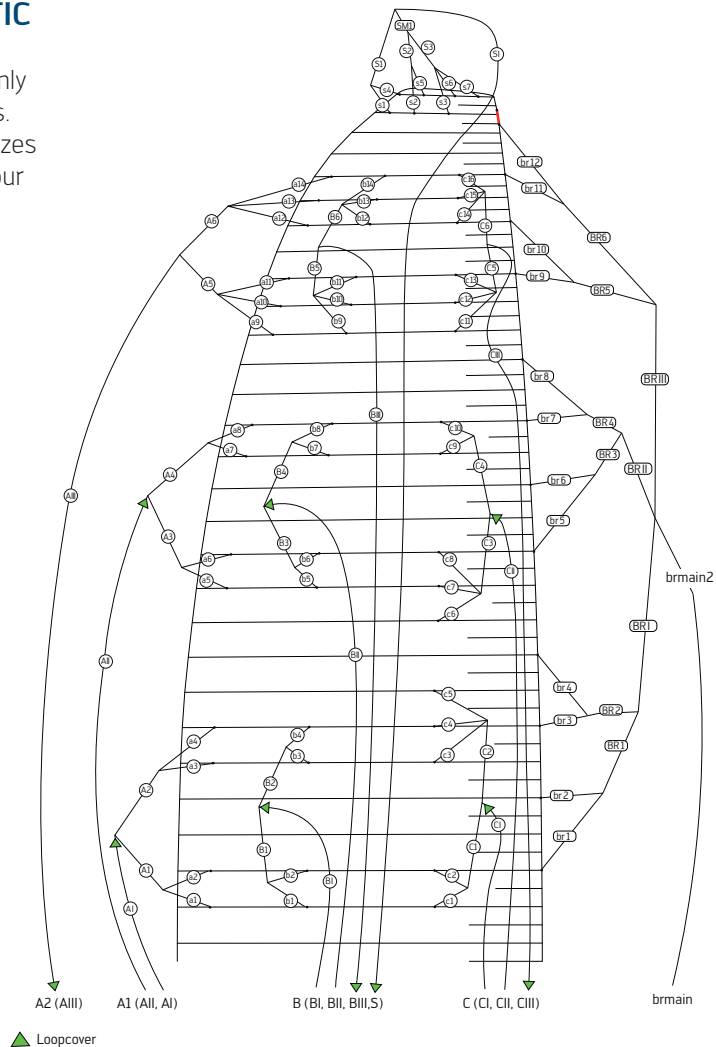 TIC
nly
s.
zes
our
SM1
S3
S2
S1
SI
s4
s5
s6
s7
s1
s2
s3
br12
br11
a14
b14
c16
a13
b13
c15
A6
a12
B6
b12
c14
C6
BR6
br10
B5
C5
br9
A5
a11
b11
c13
BR5
a10
b10
c12
a9
b9
c11
CIII
br8
BRIII
BIII
br7
a8
b8
c10
BR4
a7
b7
c9
BR3
A4
B4
C4
BRII
br6
AIII
br5
A3
B3
C3
a6
b6
c8
CII
a5
b5
c7
brmain2
c6
BRI
AII
BII
br4
c5
BR2
c4
br3
a4
b4
BR1
a3
b3
c3
C2
A2
B2
br2
CI
br1
A1
B1
C1
a2
b2
c2
BI
a1
b1
c1
AI
A2 (AIII)
A1 (AII, AI)
B (BI, BII, BIII,S)
C (CI, CII, CIII)
brmain
Loopcover